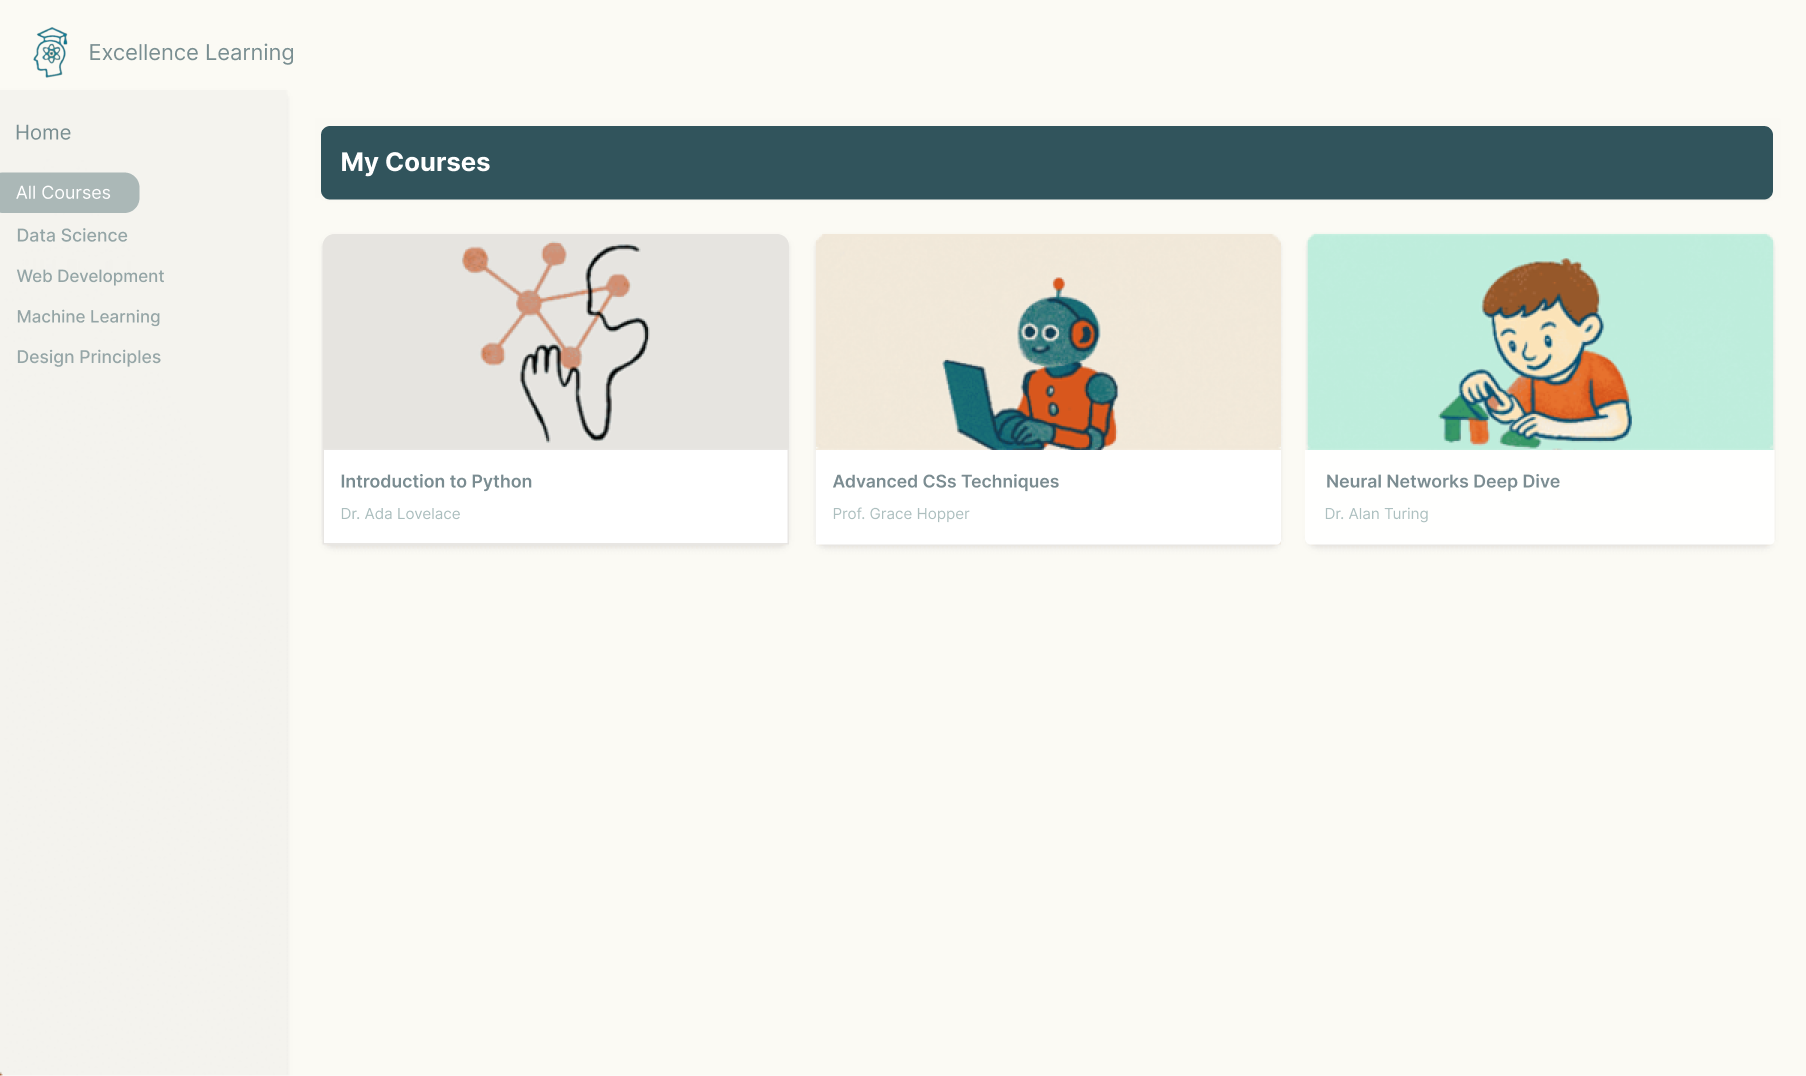 Excellence Learning
Home
All Courses
Data Science
Web Development
Machine Learning
Design Principles
My Courses
Introduction to Python
Dr. Ada Lovelace
Advanced CSs Techniques
Prof. Grace Hopper
Neural Networks Deep Dive
Dr. Alan Turing